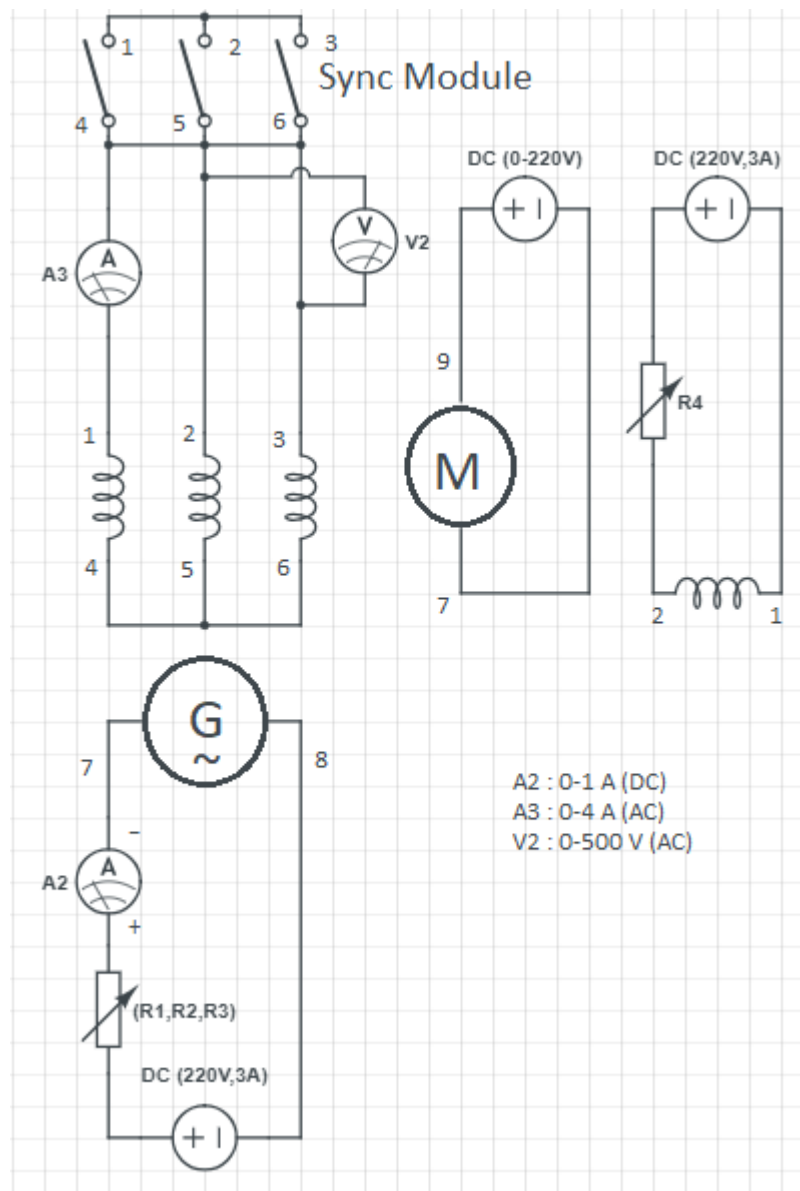 1
2
3
Sync Module
4
5
6
DC (0-220V)
DC (220V,3A)
A
A3
V
V2
9
R4
1
2
3
M
4
5
6
7
2
1
G
~
7
8
A2 : 0-1 A (DC)
A3 : 0-4 A (AC)
V2 : 0-500 V (AC)
−
A
A2
+
(R1,R2,R3)
DC (220V,3A)